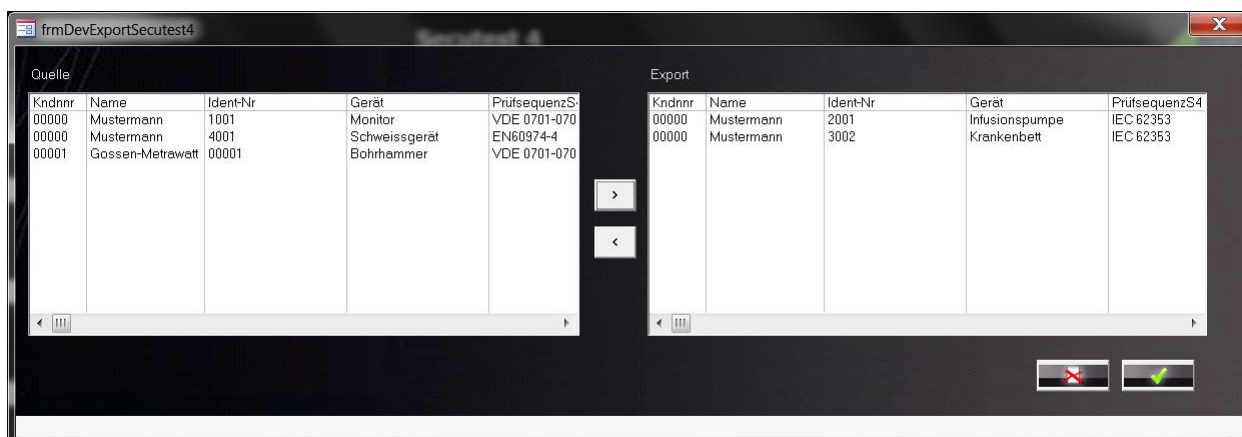 frmDevExportSecutest4
Secutest 4
Quelle
Kndnnr Name Ident-Nr Gerät PrüfsequenzS
00000 Mustermann 1001 Monitor VDE 0701-070
00000 Mustermann 4001 Schweissgerät EN60974-4
00001 Gossen-Metrawatt 00001 Bohrhammer VDE 0701-070
>
<
Export
Kndnnr Name Ident-Nr Gerät PrüfsequenzS4
00000 Mustermann 2001 Infusionspumpe IEC 62353
00000 Mustermann 3002 Krankenbett IEC 62353